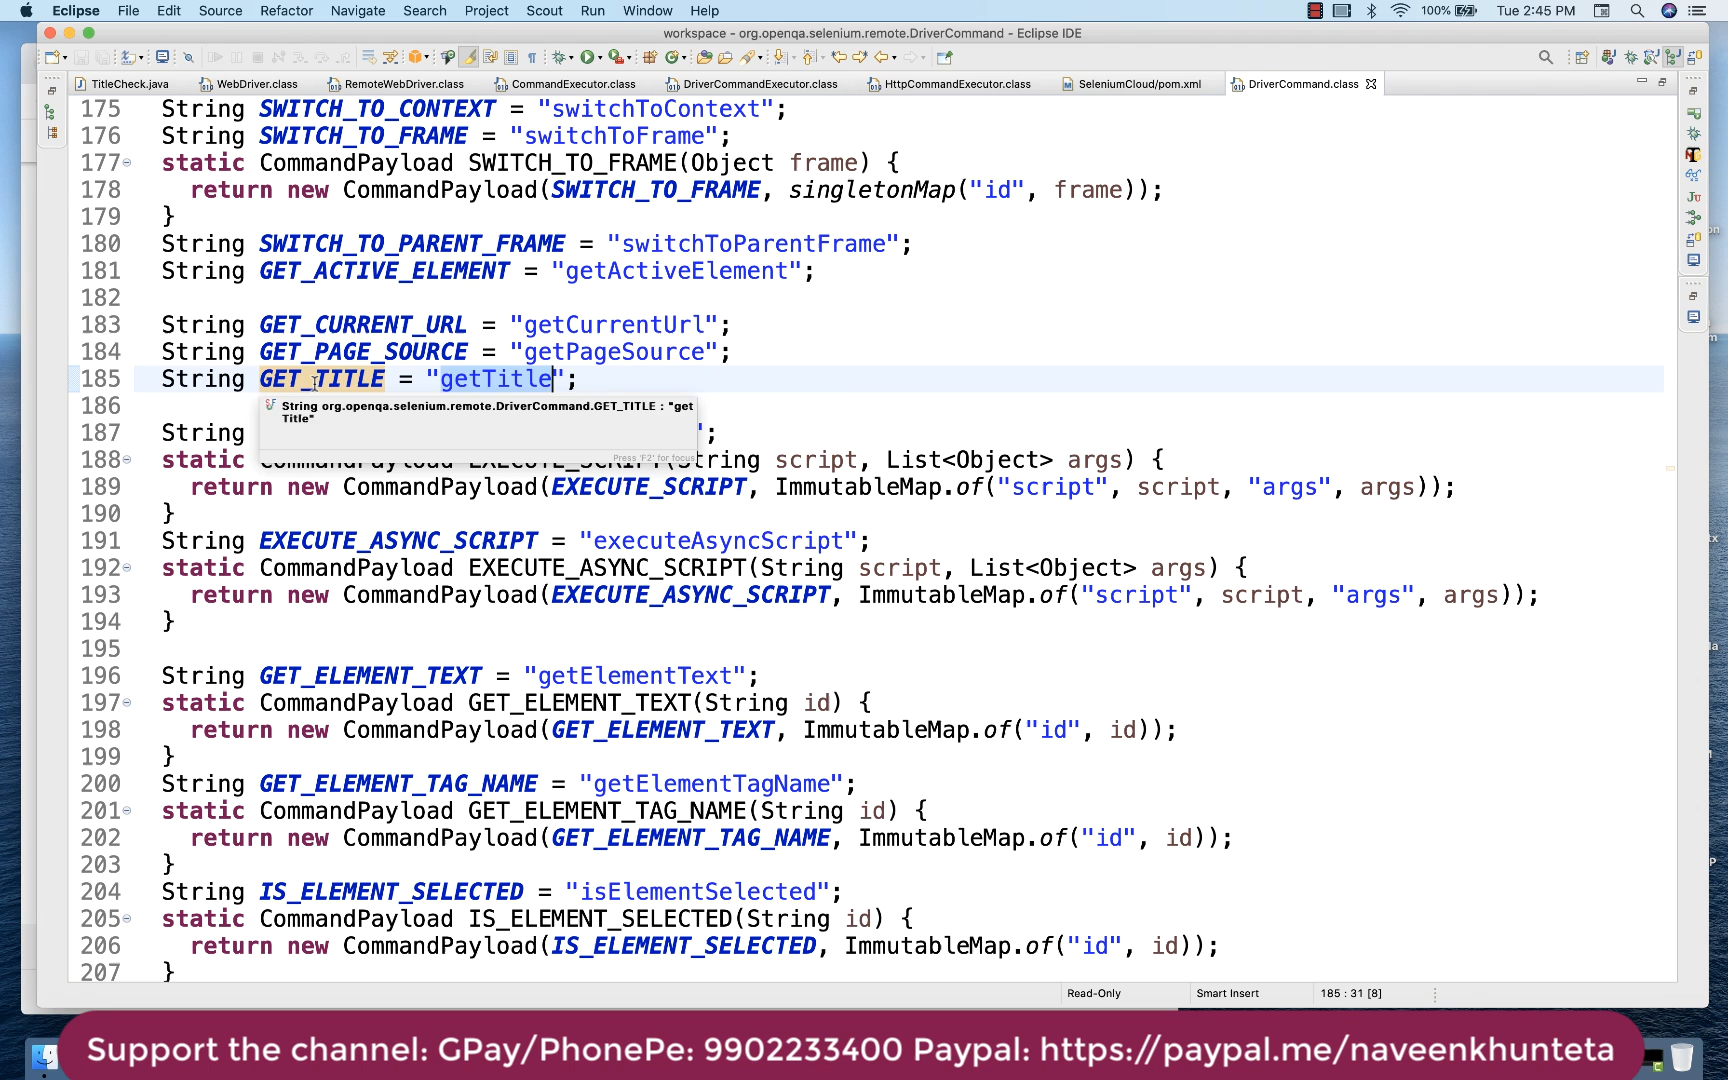 Eclipse File Edit Source Refactor Navigate Search Project Scout Run Window Help 100% Tue 2:45 PM
workspace - org.openqa.selenium.remote.DriverCommand - Eclipse IDE
TitleCheck.java WebDriver.class RemoteWebDriver.class CommandExecutor.class DriverCommandExecutor.class HttpCommandExecutor.class SeleniumCloud/pom.xml DriverCommand.class
175 String SWITCH_TO_CONTEXT = "switchToContext";
176 String SWITCH_TO_FRAME = "switchToFrame";
177 static CommandPayload SWITCH_TO_FRAME(Object frame) {
178 return new CommandPayload(SWITCH_TO_FRAME, singletonMap("id", frame));
179 }
180 String SWITCH_TO_PARENT_FRAME = "switchToParentFrame";
181 String GET_ACTIVE_ELEMENT = "getActiveElement";
182
183 String GET_CURRENT_URL = "getCurrentUrl";
184 String GET_PAGE_SOURCE = "getPageSource";
185 String GET_TITLE = "getTitle";
186
String org.openqa.selenium.remote.DriverCommand.GET_TITLE : "get
Title"
Press 'F2' for focus
187 String ";
188 static CommandPayload EXECUTE_SCRIPT(String script, List<Object> args) {
189 return new CommandPayload(EXECUTE_SCRIPT, ImmutableMap.of("script", script, "args", args));
190 }
191 String EXECUTE_ASYNC_SCRIPT = "executeAsyncScript";
192 static CommandPayload EXECUTE_ASYNC_SCRIPT(String script, List<Object> args) {
193 return new CommandPayload(EXECUTE_ASYNC_SCRIPT, ImmutableMap.of("script", script, "args", args));
194 }
195
196 String GET_ELEMENT_TEXT = "getElementText";
197 static CommandPayload GET_ELEMENT_TEXT(String id) {
198 return new CommandPayload(GET_ELEMENT_TEXT, ImmutableMap.of("id", id));
199 }
200 String GET_ELEMENT_TAG_NAME = "getElementTagName";
201 static CommandPayload GET_ELEMENT_TAG_NAME(String id) {
202 return new CommandPayload(GET_ELEMENT_TAG_NAME, ImmutableMap.of("id", id));
203 }
204 String IS_ELEMENT_SELECTED = "isElementSelected";
205 static CommandPayload IS_ELEMENT_SELECTED(String id) {
206 return new CommandPayload(IS_ELEMENT_SELECTED, ImmutableMap.of("id", id));
207 }
Read-Only Smart Insert 185 : 31 [8]
Support the channel: GPay/PhonePe: 9902233400 Paypal: https://paypal.me/naveenkhunteta